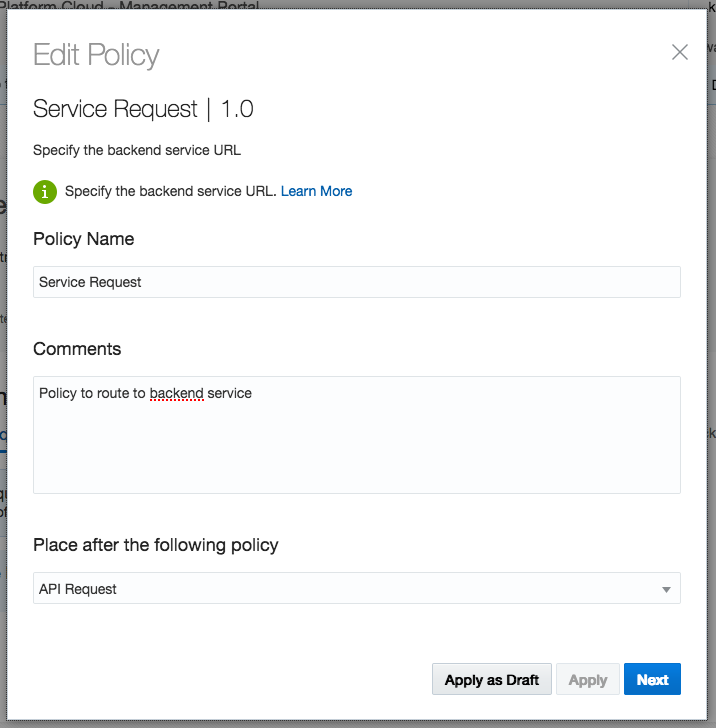 Platform Cloud - Management Portal
Edit Policy
Service Request | 1.0
Specify the backend service URL
Specify the backend service URL. Learn More
Policy Name
Service Request
Comments
Policy to route to backend service
Place after the following policy
API Request
Apply as Draft
Apply
Next